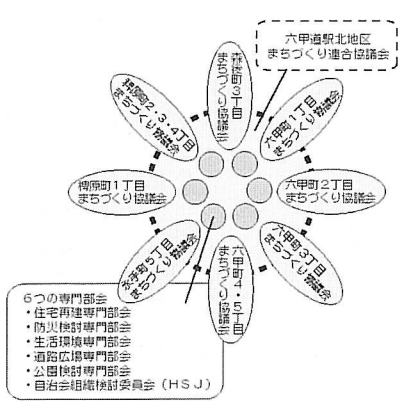 六甲道駅北地区
まちづくり連合協議会
森後町3丁目
まちづくり協議会
六甲町1丁目
まちづくり協議会
六甲町2丁目
まちづくり協議会
六甲町3丁目
まちづくり協議会
六甲町4・5丁目
まちづくり協議会
永手町5丁目
まちづくり協議会
稗原町1丁目
まちづくり協議会
稗原町2・3・4丁目
まちづくり協議会
6つの専門部会
・住宅再建専門部会
・防災検討専門部会
・生活環境専門部会
・道路広場専門部会
・公園検討専門部会
・自治会組織検討委員会(HSJ)